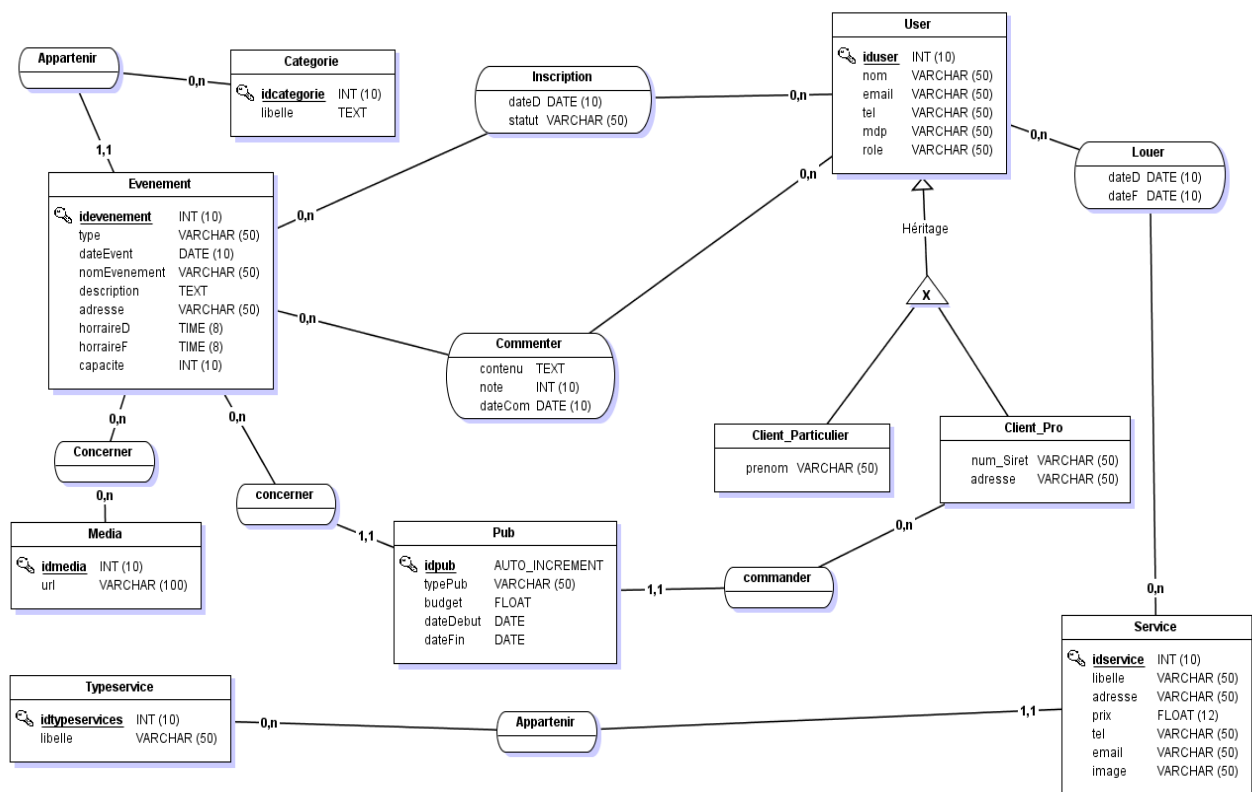 Appartenir
0,n
1,1
Categorie
idcategorie INT (10)
libelle TEXT
Inscription
dateD DATE (10)
statut VARCHAR (50)
0,n
0,n
User
iduser INT (10)
nom VARCHAR (50)
email VARCHAR (50)
tel VARCHAR (50)
mdp VARCHAR (50)
role VARCHAR (50)
0,n
Louer
dateD DATE (10)
dateF DATE (10)
0,n
Evenement
idevenement INT (10)
type VARCHAR (50)
dateEvent DATE (10)
nomEvenement VARCHAR (50)
description TEXT
adresse VARCHAR (50)
horraireD TIME (8)
horraireF TIME (8)
capacite INT (10)
0,n
0,n
Commenter
contenu TEXT
note INT (10)
dateCom DATE (10)
Héritage
X
Client_Particulier
prenom VARCHAR (50)
Client_Pro
num_Siret VARCHAR (50)
adresse VARCHAR (50)
0,n
Concerner
0,n
Media
idmedia INT (10)
url VARCHAR (100)
0,n
concerner
1,1
Pub
idpub AUTO_INCREMENT
typePub VARCHAR (50)
budget FLOAT
dateDebut DATE
dateFin DATE
1,1
commander
0,n
Typeservice
idtypeservices INT (10)
libelle VARCHAR (50)
0,n
Appartenir
1,1
Service
idservice INT (10)
libelle VARCHAR (50)
adresse VARCHAR (50)
prix FLOAT (12)
tel VARCHAR (50)
email VARCHAR (50)
image VARCHAR (50)